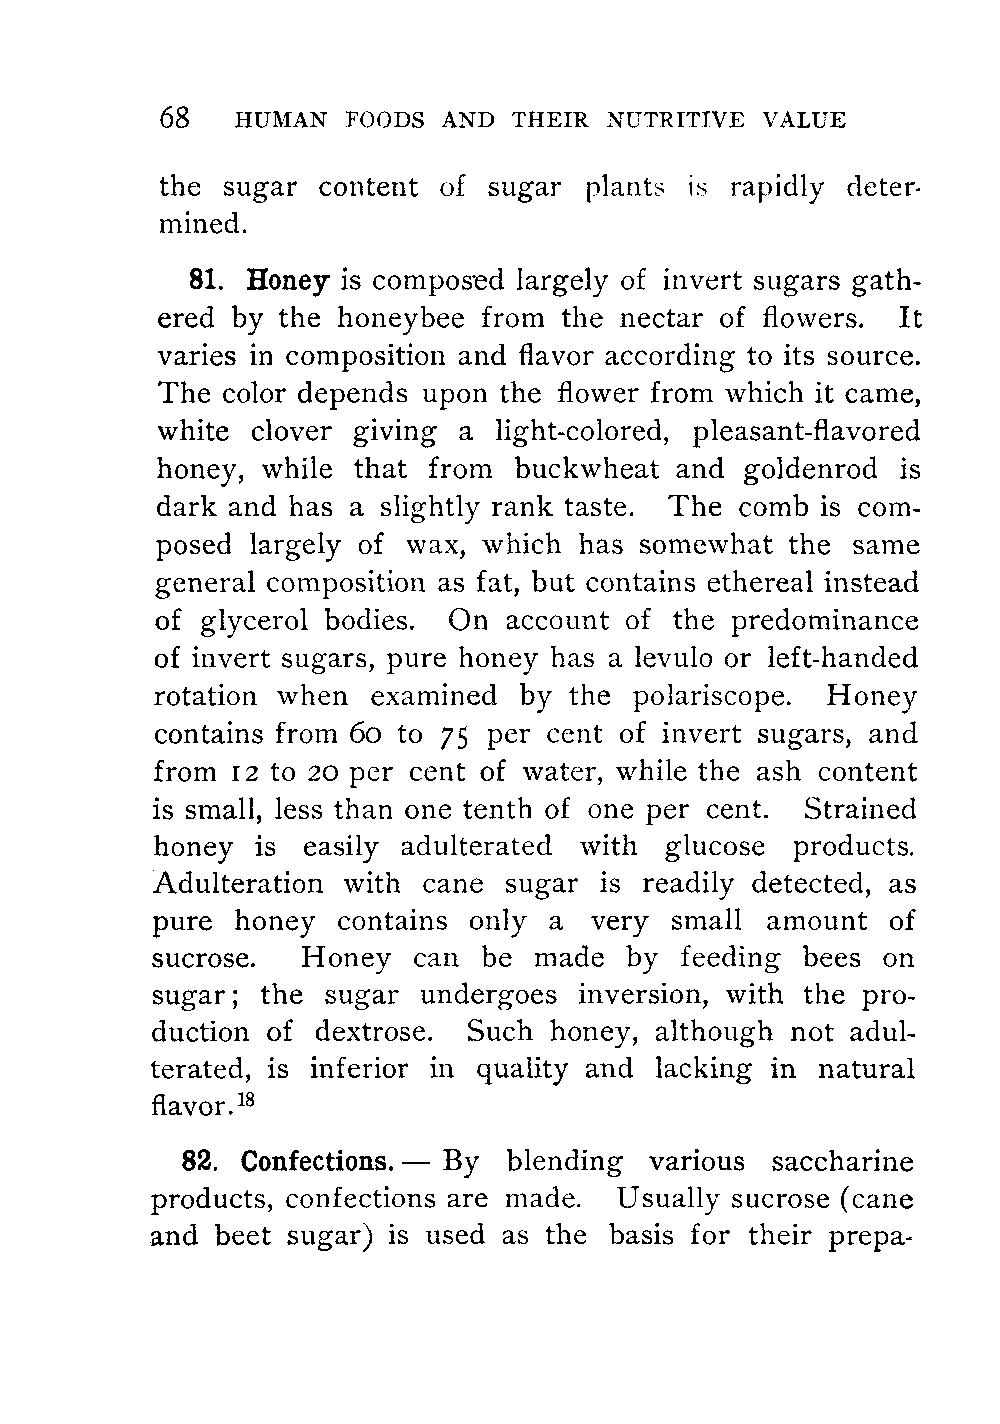 68 HUMAN FOODS AND THEIR NUTRITIVE VALUE
the sugar content of sugar plants is rapidly deter-
mined.
81. Honey is composed largely of invert sugars gath-
ered by the honeybee from the nectar of flowers. It
varies in composition and flavor according to its source.
The color depends upon the flower from which it came,
white clover giving a light-colored, pleasant-flavored
honey, while that from buckwheat and goldenrod is
dark and has a slightly rank taste. The comb is com-
posed largely of wax, which has somewhat the same
general composition as fat, but contains ethereal instead
of glycerol bodies. On account of the predominance
of invert sugars, pure honey has a levulo or left-handed
rotation when examined by the polariscope. Honey
contains from 60 to 75 per cent of invert sugars, and
from 12 to 20 per cent of water, while the ash content
is small, less than one tenth of one per cent. Strained
honey is easily adulterated with glucose products.
Adulteration with cane sugar is readily detected, as
pure honey contains only a very small amount of
sucrose. Honey can be made by feeding bees on
sugar; the sugar undergoes inversion, with the pro-
duction of dextrose. Such honey, although not adul-
terated, is inferior in quality and lacking in natural
flavor.18
82. Confections. — By blending various saccharine
products, confections are made. Usually sucrose (cane
and beet sugar) is used as the basis for their prepa-